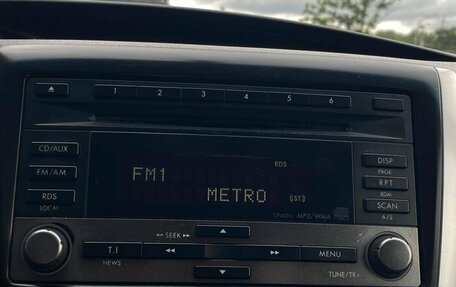 1 2 3 4 5 6
CD/AUX
FM/AM
RDS
LOCAL
RDS
FM1
METRO ((ST))
MP3/WMA
DISP
PAGE
RPT
RDM
SCAN
A/S
SEEK
T.I
NEWS
MENU
TUNE/TR